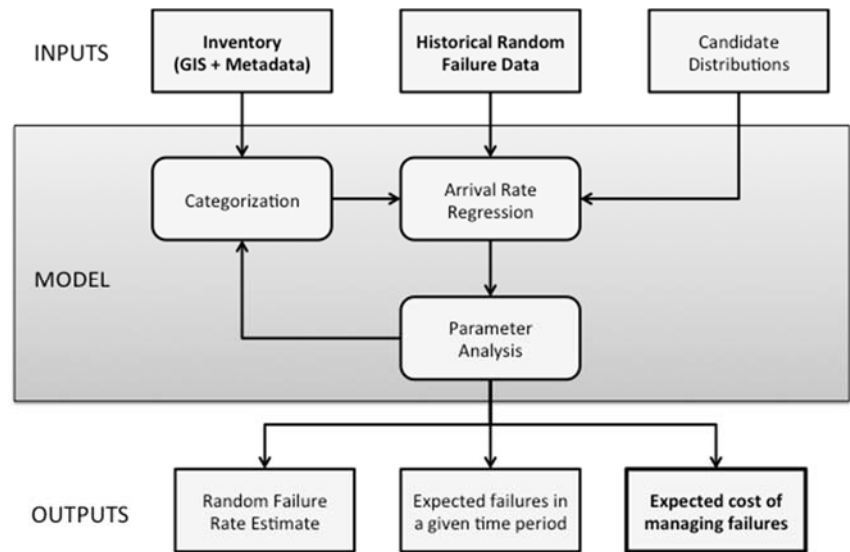 INPUTS
Inventory
(GIS + Metadata)
Historical Random
Failure Data
Candidate
Distributions
Categorization
Arrival Rate
Regression
MODEL
Parameter
Analysis
OUTPUTS
Random Failure
Rate Estimate
Expected failures in
a given time period
Expected cost of
managing failures